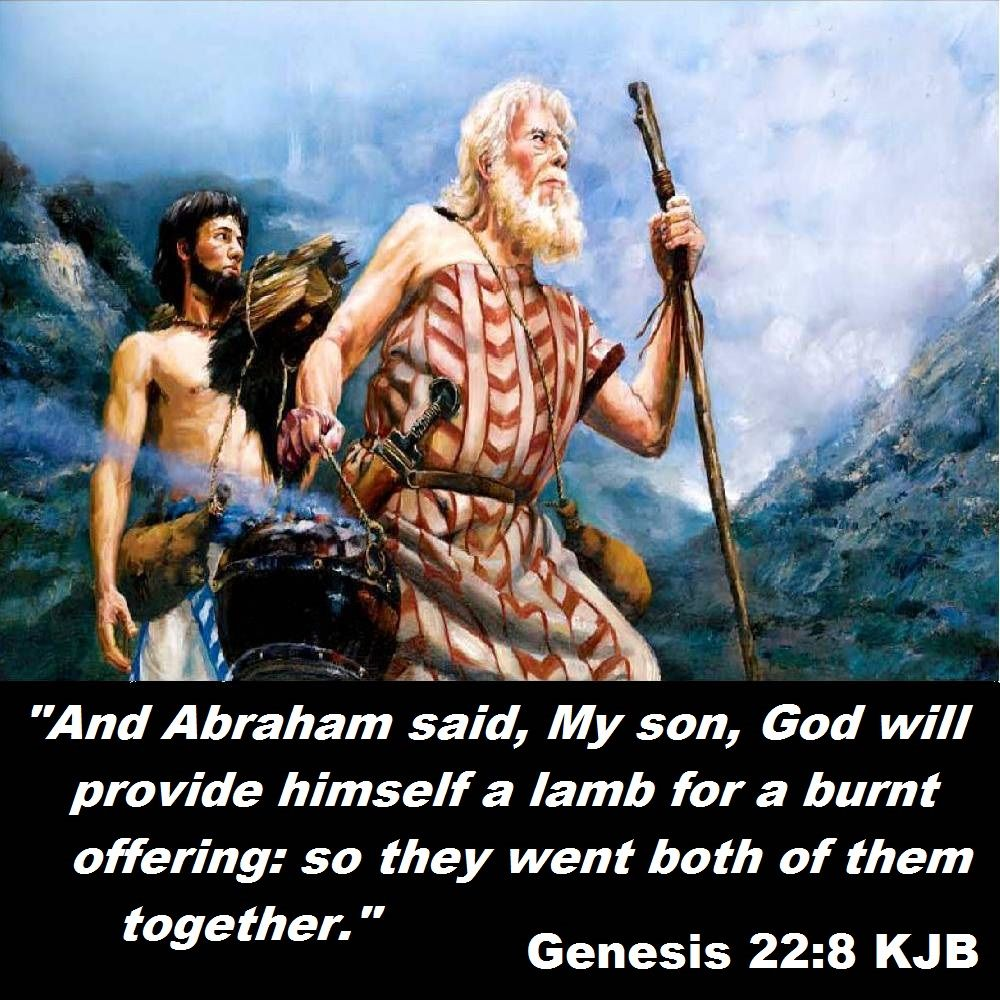 "And Abraham said, My son, God will
provide himself a lamb for a burnt
offering: so they went both of them
together."
Genesis 22:8 KJB